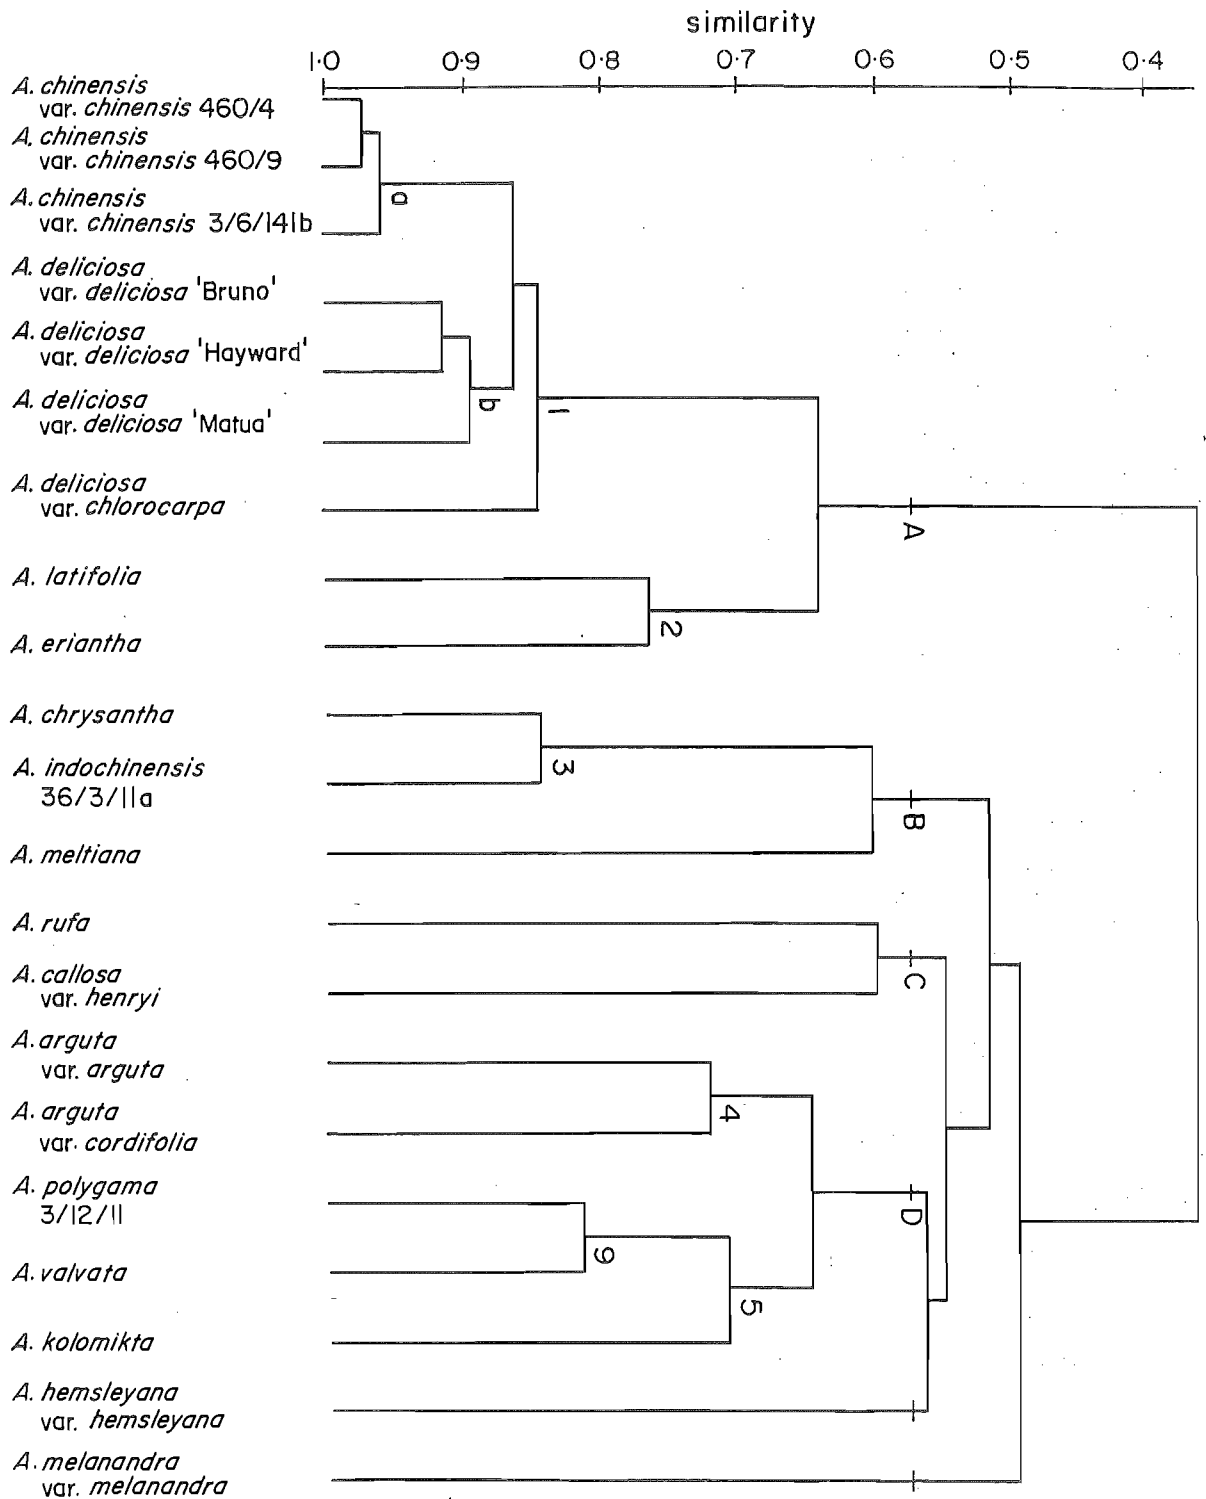 similarity
1·0 0·9 0·8 0·7 0·6 0·5 0·4
A. chinensis
var. chinensis 460/4
A. chinensis
var. chinensis 460/9
A. chinensis
var. chinensis 3/6/141b
a
A. deliciosa
var. deliciosa 'Bruno'
A. deliciosa
var. deliciosa 'Hayward'
A. deliciosa
var. deliciosa 'Matua'
b
1
A. deliciosa
var. chlorocarpa
A
A. latifolia
2
A. eriantha
A. chrysantha
A. indochinensis
36/3/11a
3
B
A. meltiana
A. rufa
A. callosa
var. henryi
C
A. arguta
var. arguta
A. arguta
var. cordifolia
4
A. polygama
3/12/11
D
A. valvata
9
5
A. kolomikta
A. hemsleyana
var. hemsleyana
A. melanandra
var. melanandra